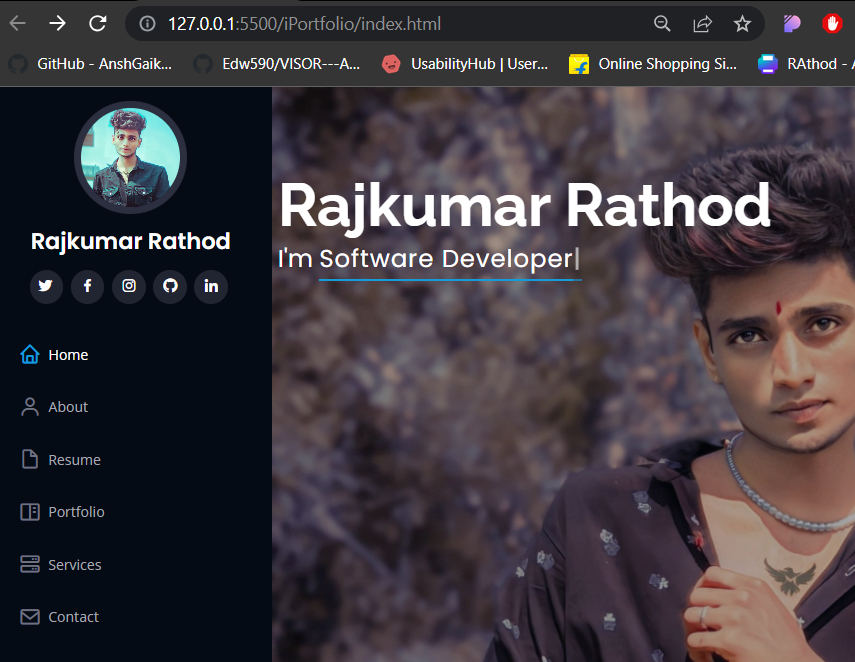 127.0.0.1:5500/iPortfolio/index.html
GitHub - AnshGaik... Edw590/VISOR---A... UsabilityHub | User... Online Shopping Si... RAthod - A
Rajkumar Rathod
Home
About
Resume
Portfolio
Services
Contact
Rajkumar Rathod
I'm Software Developer|